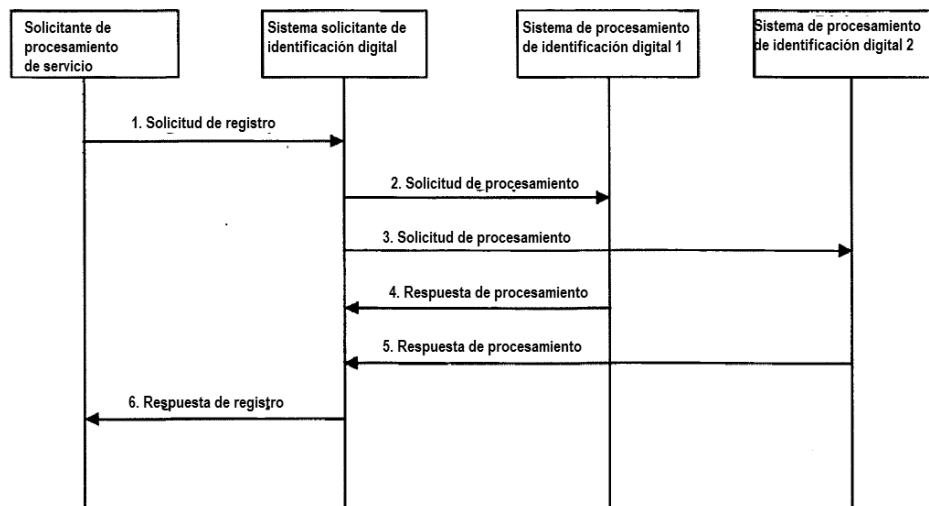 Solicitante de
procesamiento
de servicio
Sistema solicitante de
identificación digital
Sistema de procesamiento
de identificación digital 1
Sistema de procesamiento
de identificación digital 2
1. Solicitud de registro
2. Solicitud de procesamiento
3. Solicitud de procesamiento
4. Respuesta de procesamiento
5. Respuesta de procesamiento
6. Respuesta de registro